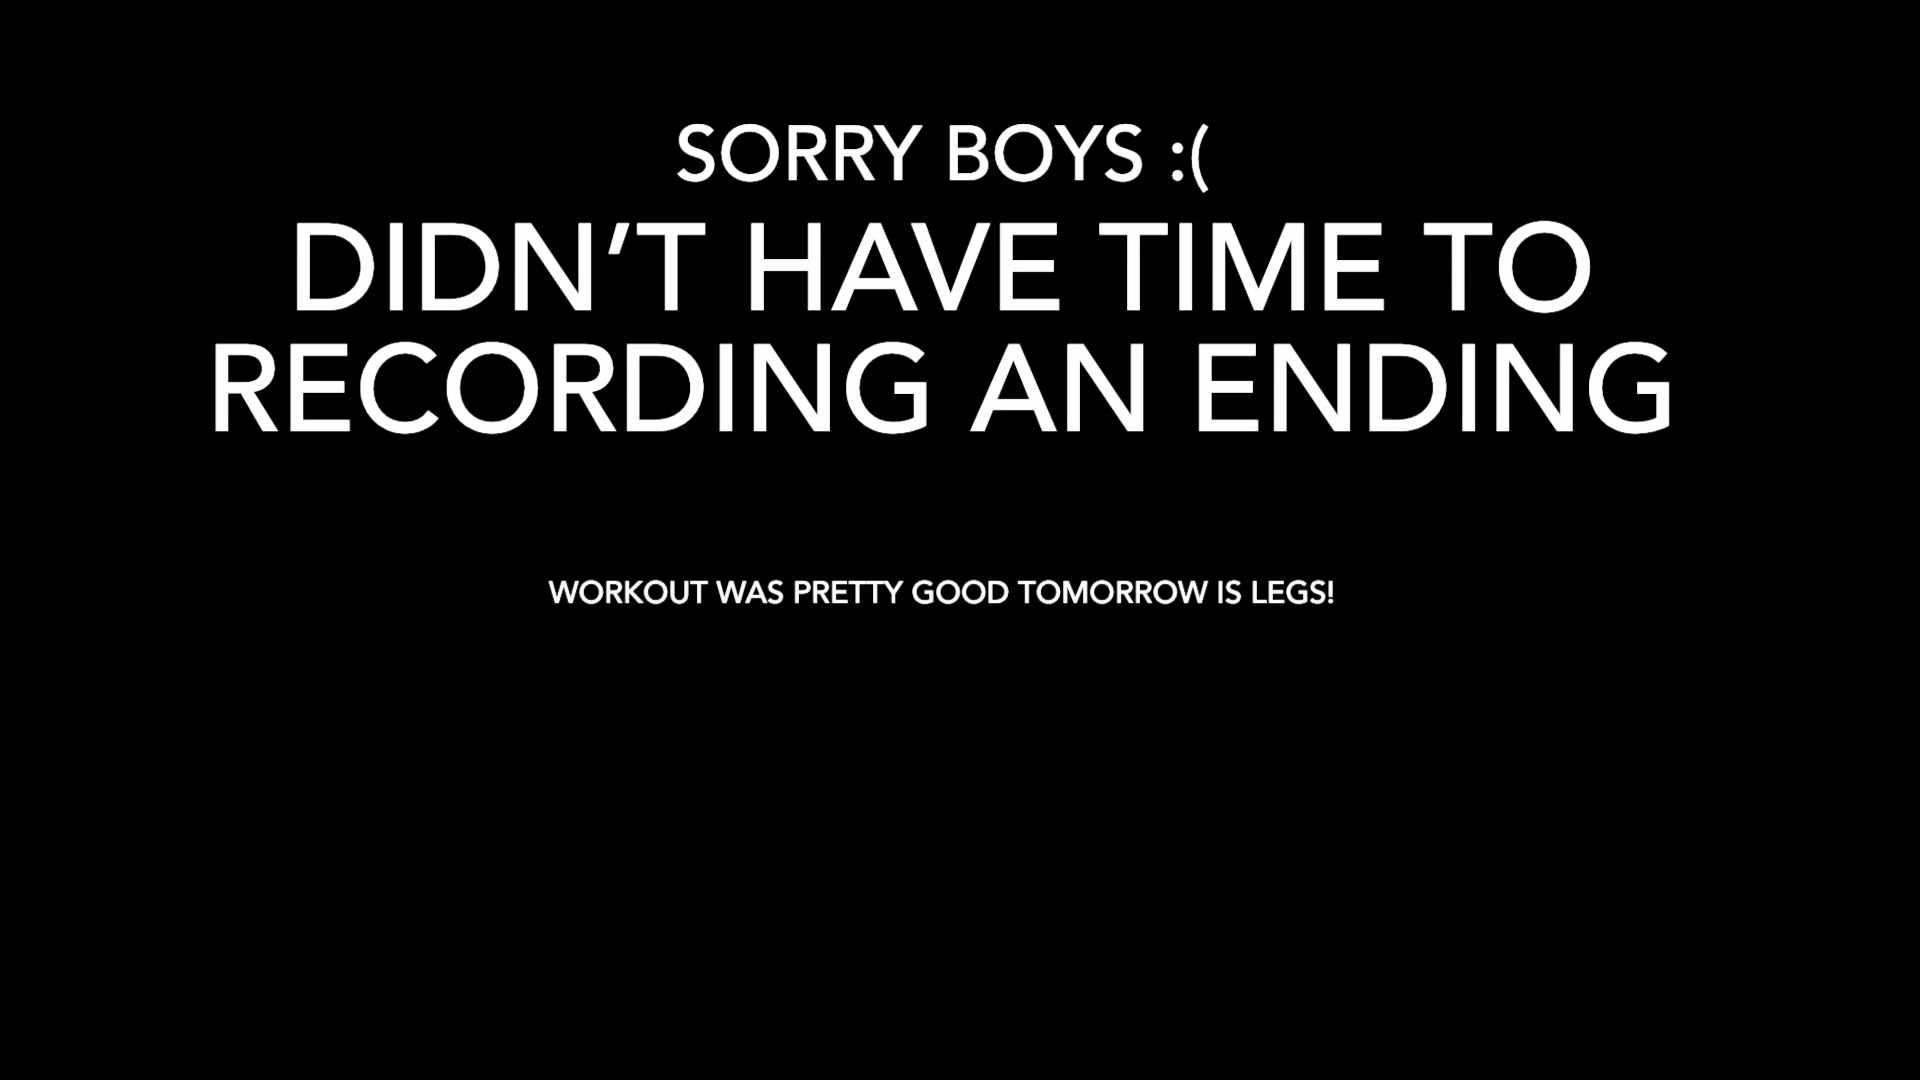 SORRY BOYS :(
DIDN’T HAVE TIME TO
RECORDING AN ENDING
WORKOUT WAS PRETTY GOOD TOMORROW IS LEGS!